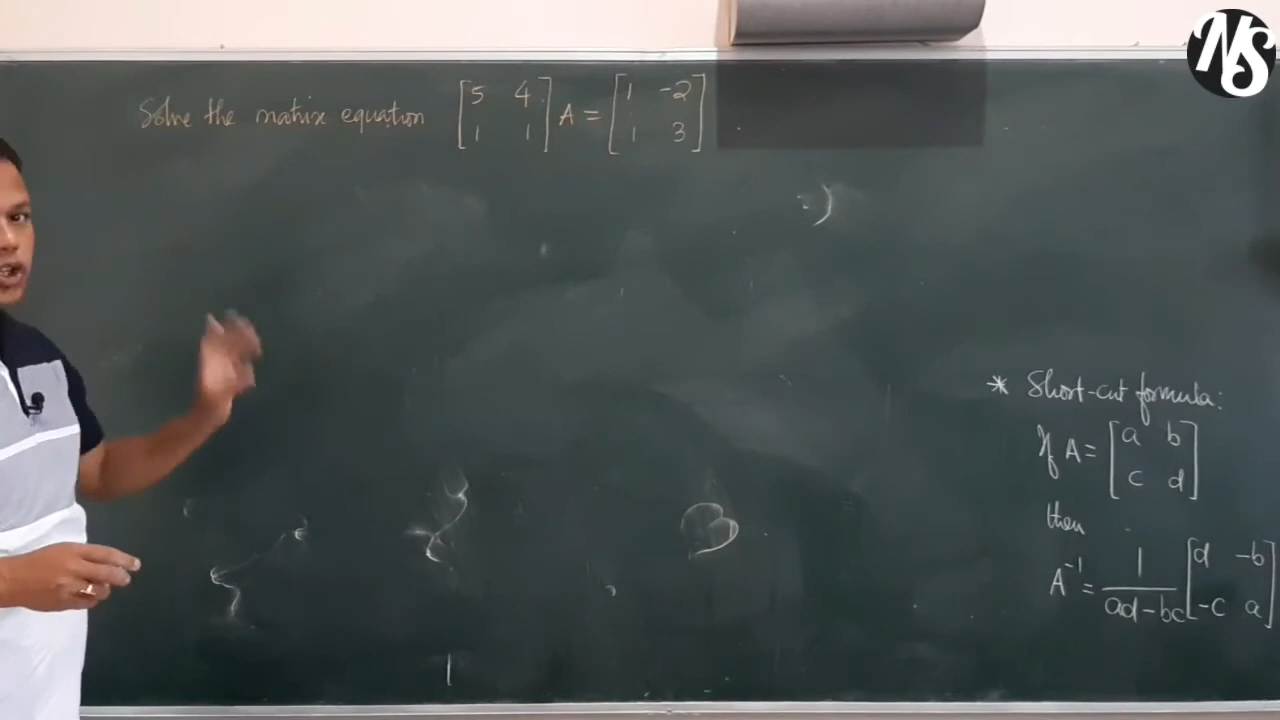 NS
Solve the matrix equation [5 4; 1 1] A = [1 -2; 1 3]
* Short-cut formula:
If A = [a b; c d]
then
A⁻¹ = 1/(ad-bc) [d -b; -c a]